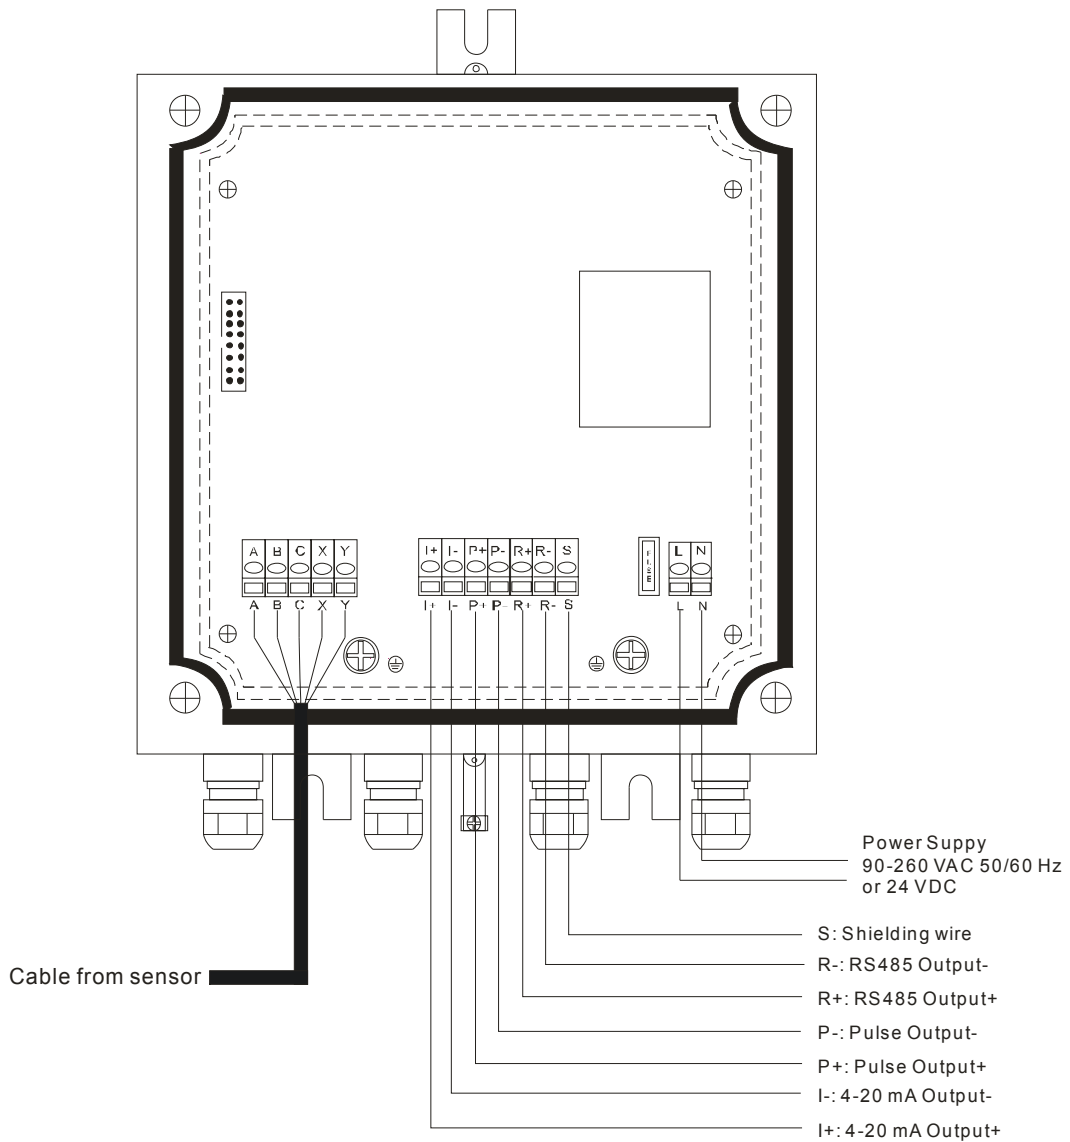 A B C X Y
I+ I- P+ P- R+ R- S
L N
A B C X Y
I+ I- P+ P- R+ R- S
L N
Power Suppy
90-260 VAC 50/60 Hz
or 24 VDC
S: Shielding wire
R-: RS485 Output-
Cable from sensor
R+: RS485 Output+
P-: Pulse Output-
P+: Pulse Output+
I-: 4-20 mA Output-
I+: 4-20 mA Output+